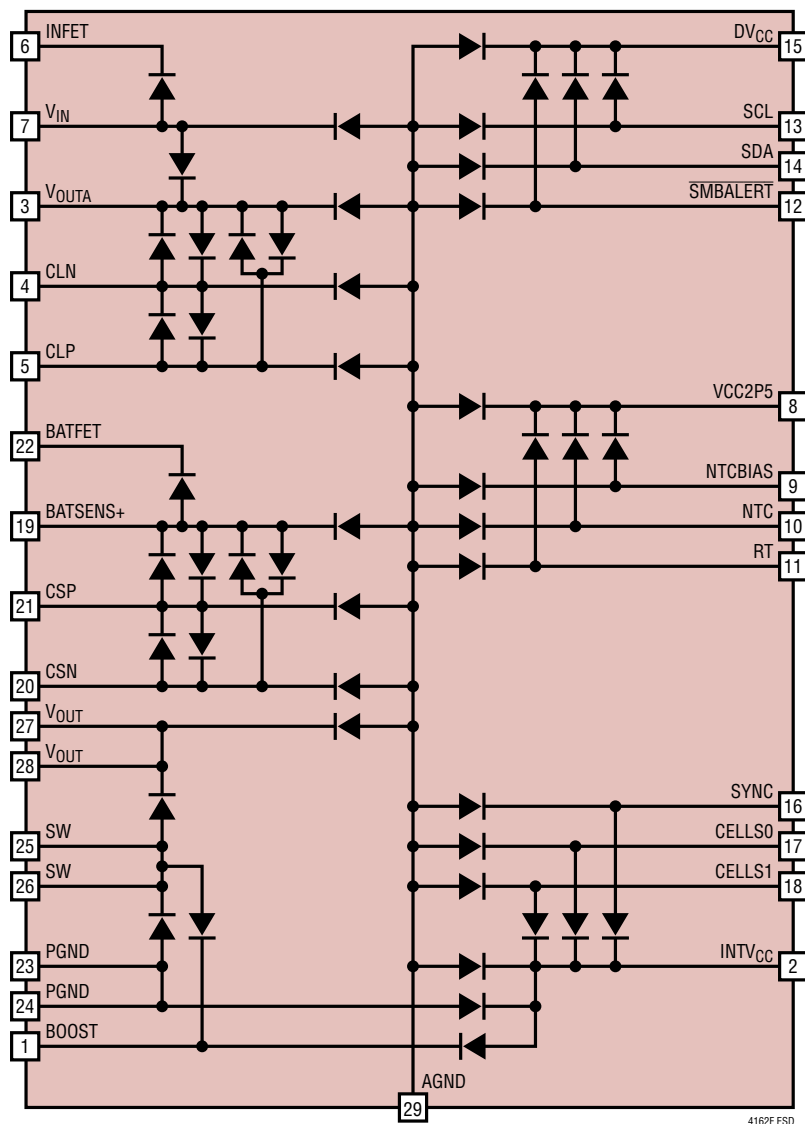 6 INFET
DVCC 15
7 VIN
SCL 13
SDA 14
3 VOUTA
SMBALERT 12
4 CLN
5 CLP
VCC2P5 8
22 BATFET
NTCBIAS 9
19 BATSENS+
NTC 10
RT 11
21 CSP
20 CSN
27 VOUT
28 VOUT
SYNC 16
25 SW
CELLS0 17
26 SW
CELLS1 18
23 PGND
INTVCC 2
24 PGND
1 BOOST
AGND
29
4162F ESD